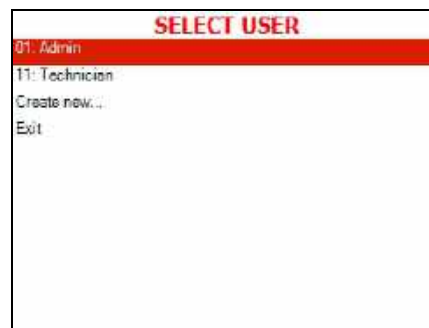 SELECT USER
01: Admin
11: Technician
Create new...
Exit